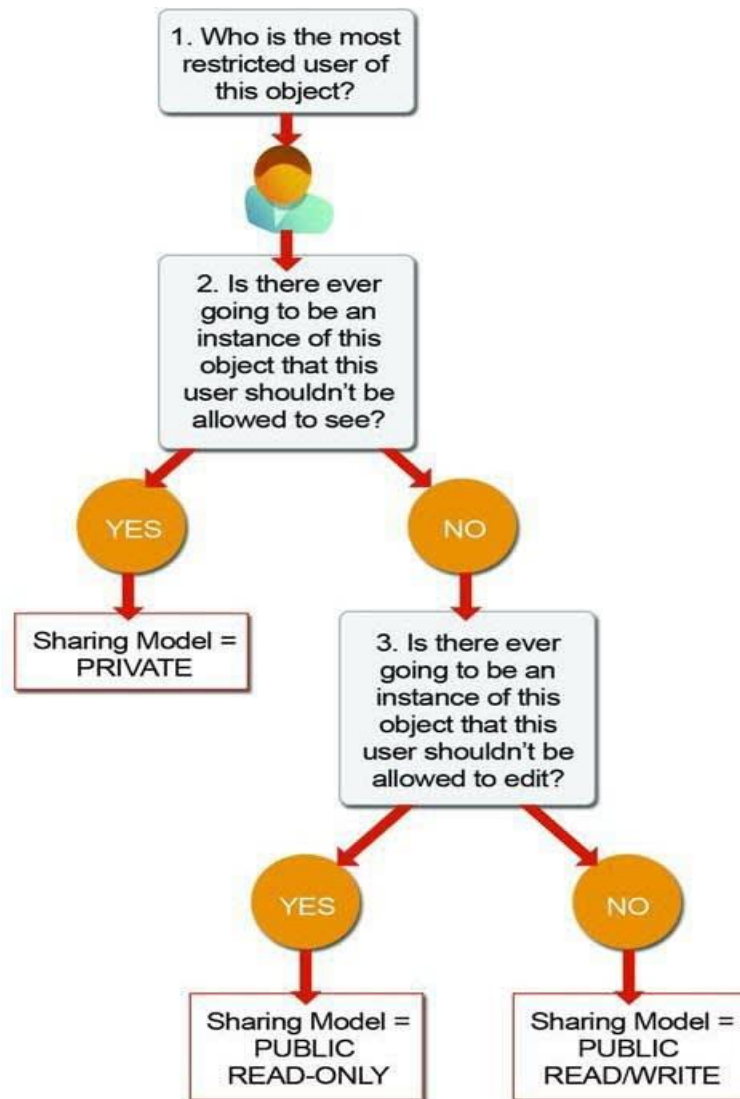 1. Who is the most
restricted user of
this object?
2. Is there ever
going to be an
instance of this
object that this
user shouldn't be
allowed to see?
YES
NO
Sharing Model =
PRIVATE
3. Is there ever
going to be an
instance of this
object that this
user shouldn't be
allowed to edit?
YES
NO
Sharing Model =
PUBLIC
READ-ONLY
Sharing Model =
PUBLIC
READ/WRITE